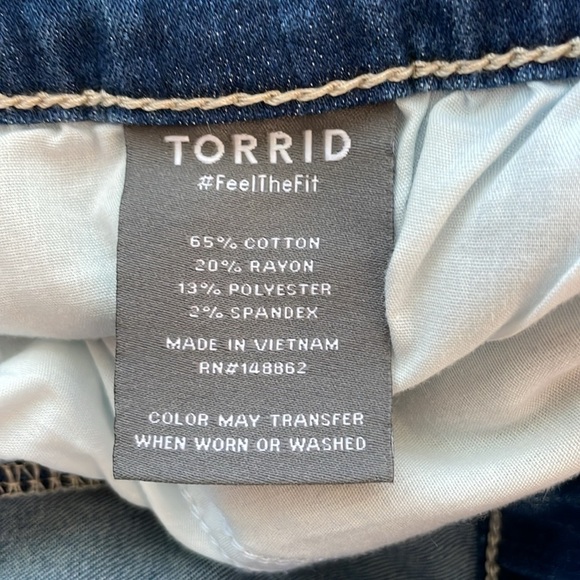 TORRID
#FeelTheFit
65% COTTON
20% RAYON
13% POLYESTER
2% SPANDEX
MADE IN VIETNAM
RN#148862
COLOR MAY TRANSFER
WHEN WORN OR WASHED